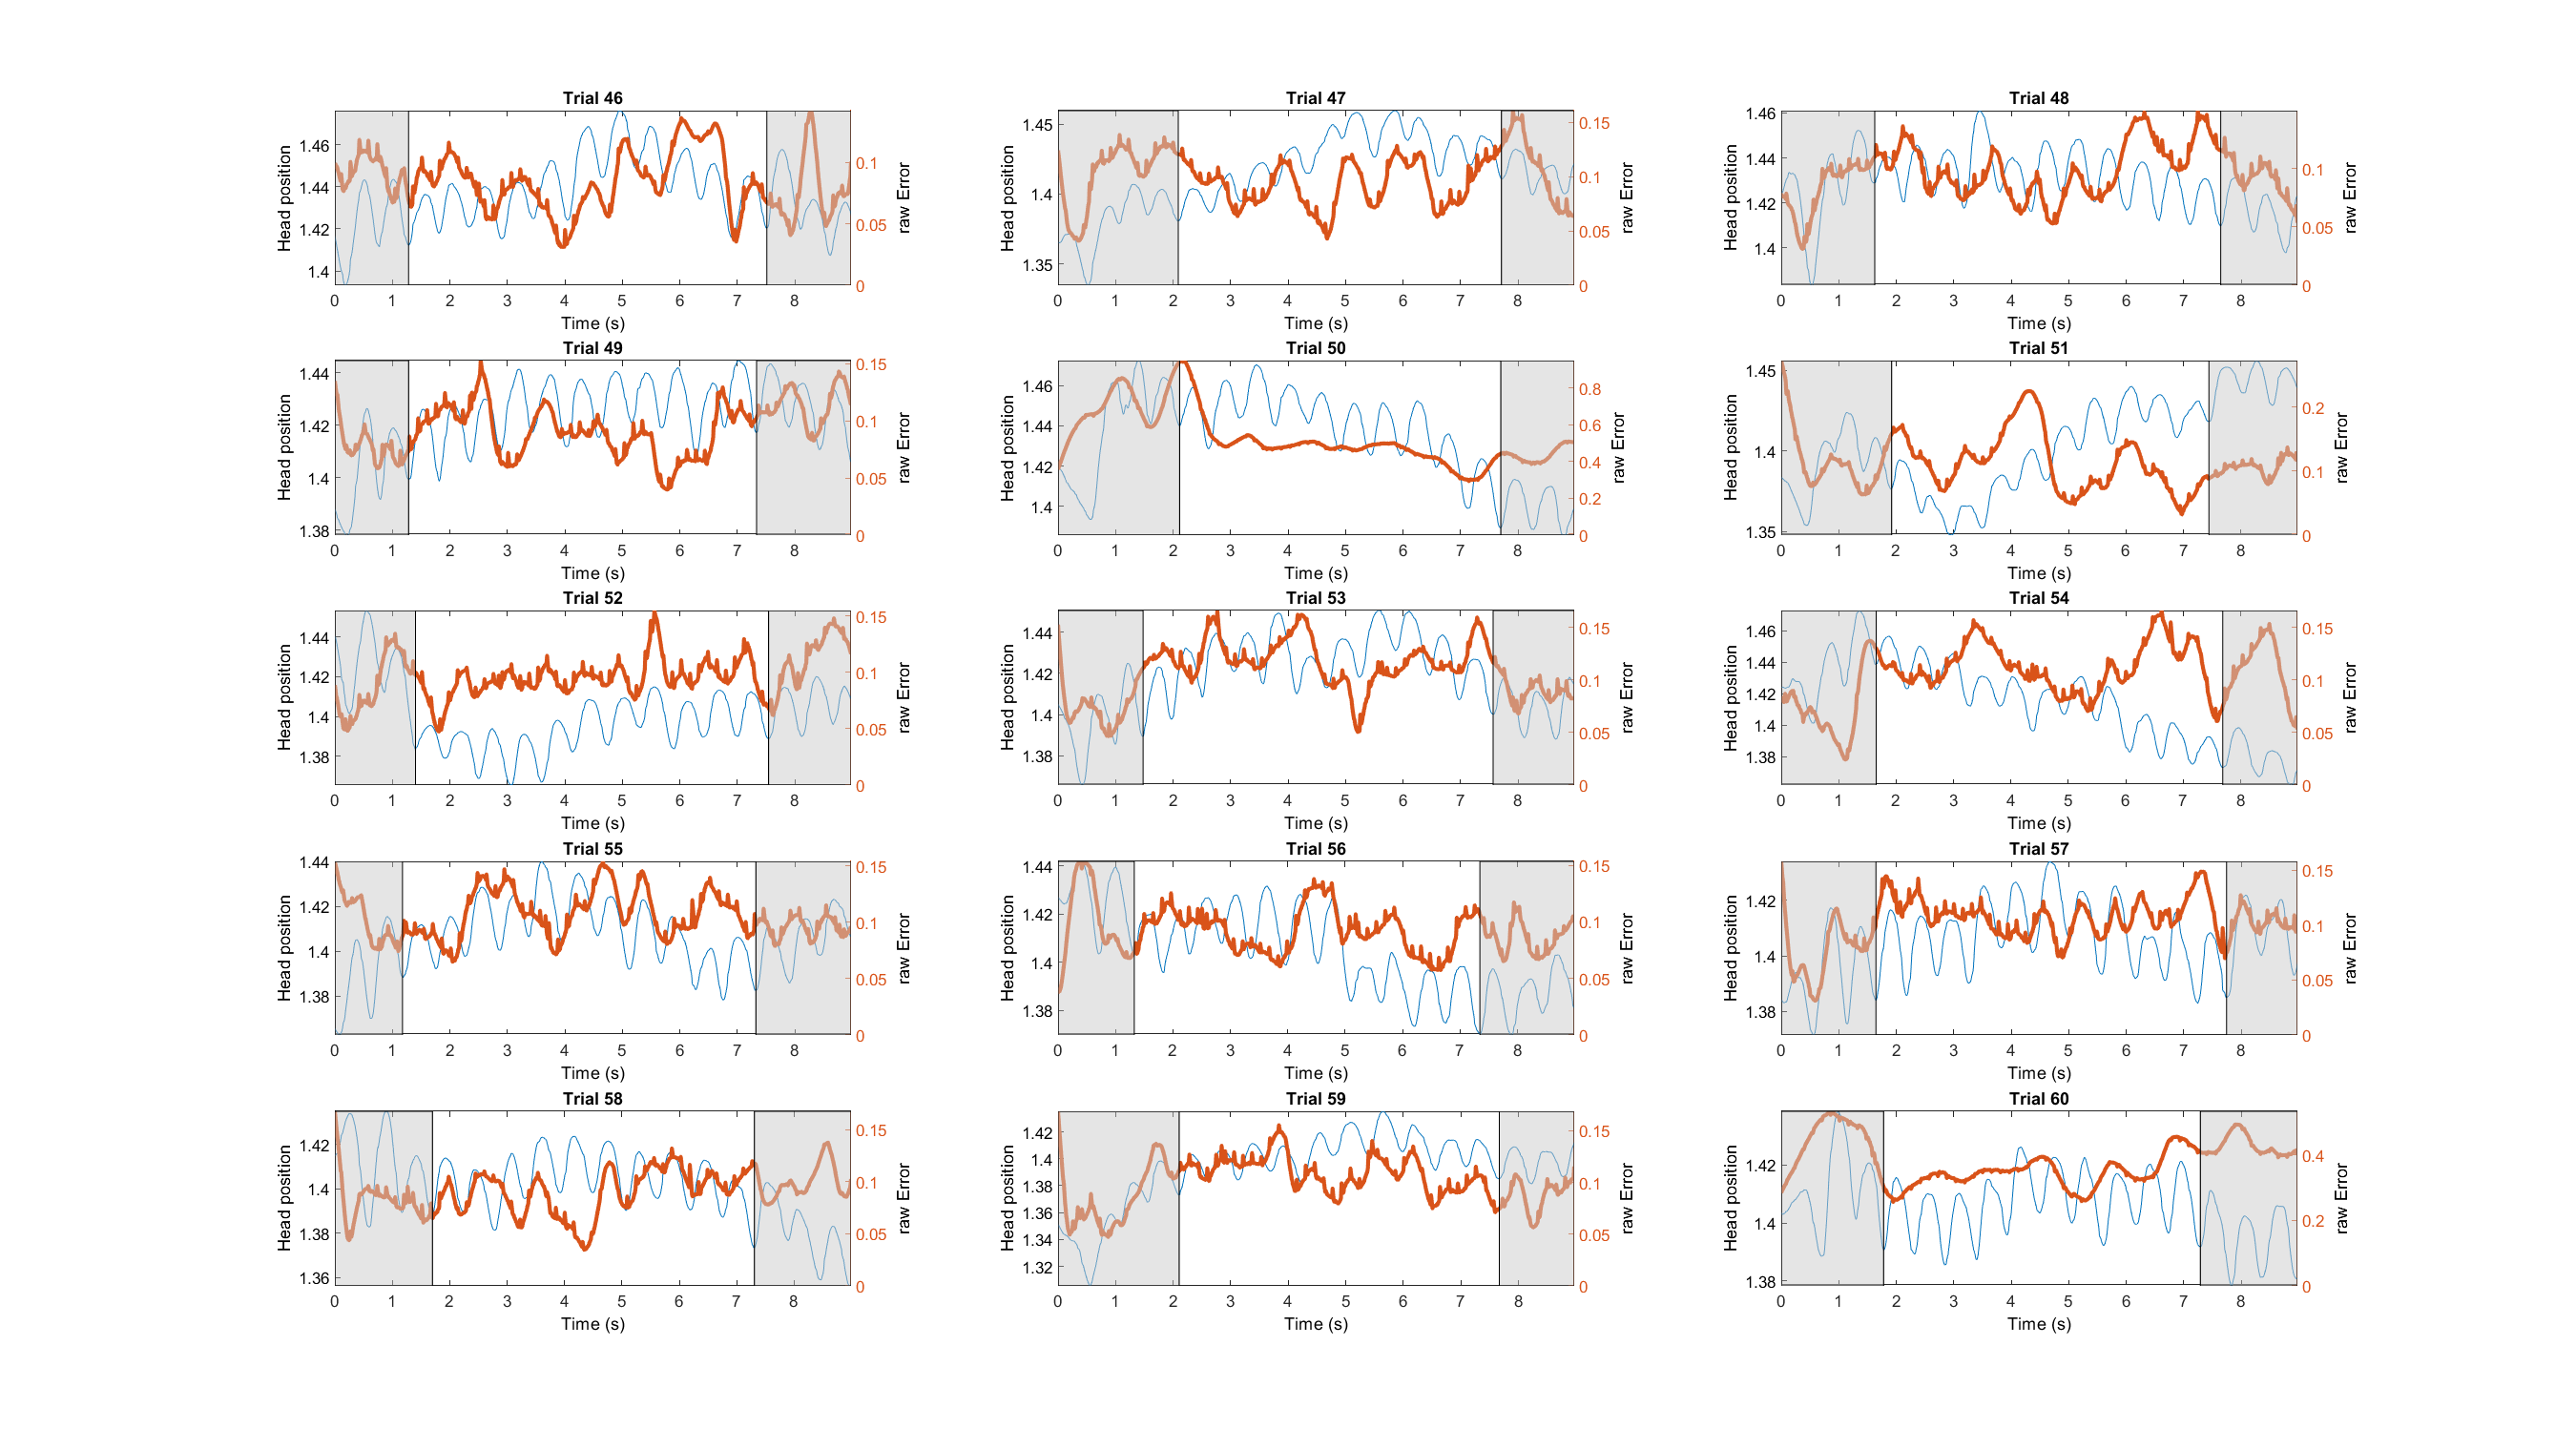 Trial 46
Head position
1.46
1.44
1.42
1.4
0.1
0.05
0
raw Error
0 1 2 3 4 5 6 7 8
Time (s)
Trial 47
Head position
1.45
1.4
1.35
0.15
0.1
0.05
0
raw Error
0 1 2 3 4 5 6 7 8
Time (s)
Trial 48
Head position
1.46
1.44
1.42
1.4
0.1
0.05
0
raw Error
0 1 2 3 4 5 6 7 8
Time (s)
Trial 49
Head position
1.44
1.42
1.4
1.38
0.15
0.1
0.05
0
raw Error
0 1 2 3 4 5 6 7 8
Time (s)
Trial 50
Head position
1.46
1.44
1.42
1.4
0.8
0.6
0.4
0.2
0
raw Error
0 1 2 3 4 5 6 7 8
Time (s)
Trial 51
Head position
1.45
1.4
1.35
0.2
0.1
0
raw Error
0 1 2 3 4 5 6 7 8
Time (s)
Trial 52
Head position
1.44
1.42
1.4
1.38
0.15
0.1
0.05
0
raw Error
0 1 2 3 4 5 6 7 8
Time (s)
Trial 53
Head position
1.44
1.42
1.4
1.38
0.15
0.1
0.05
0
raw Error
0 1 2 3 4 5 6 7 8
Time (s)
Trial 54
Head position
1.46
1.44
1.42
1.4
1.38
0.15
0.1
0.05
0
raw Error
0 1 2 3 4 5 6 7 8
Time (s)
Trial 55
Head position
1.44
1.42
1.4
1.38
0.15
0.1
0.05
0
raw Error
0 1 2 3 4 5 6 7 8
Time (s)
Trial 56
Head position
1.44
1.42
1.4
1.38
0.15
0.1
0.05
0
raw Error
0 1 2 3 4 5 6 7 8
Time (s)
Trial 57
Head position
1.42
1.4
1.38
0.15
0.1
0.05
0
raw Error
0 1 2 3 4 5 6 7 8
Time (s)
Trial 58
Head position
1.42
1.4
1.38
1.36
0.15
0.1
0.05
0
raw Error
0 1 2 3 4 5 6 7 8
Time (s)
Trial 59
Head position
1.42
1.4
1.38
1.36
1.34
1.32
0.15
0.1
0.05
0
raw Error
0 1 2 3 4 5 6 7 8
Time (s)
Trial 60
Head position
1.42
1.4
1.38
0.4
0.2
0
raw Error
0 1 2 3 4 5 6 7 8
Time (s)